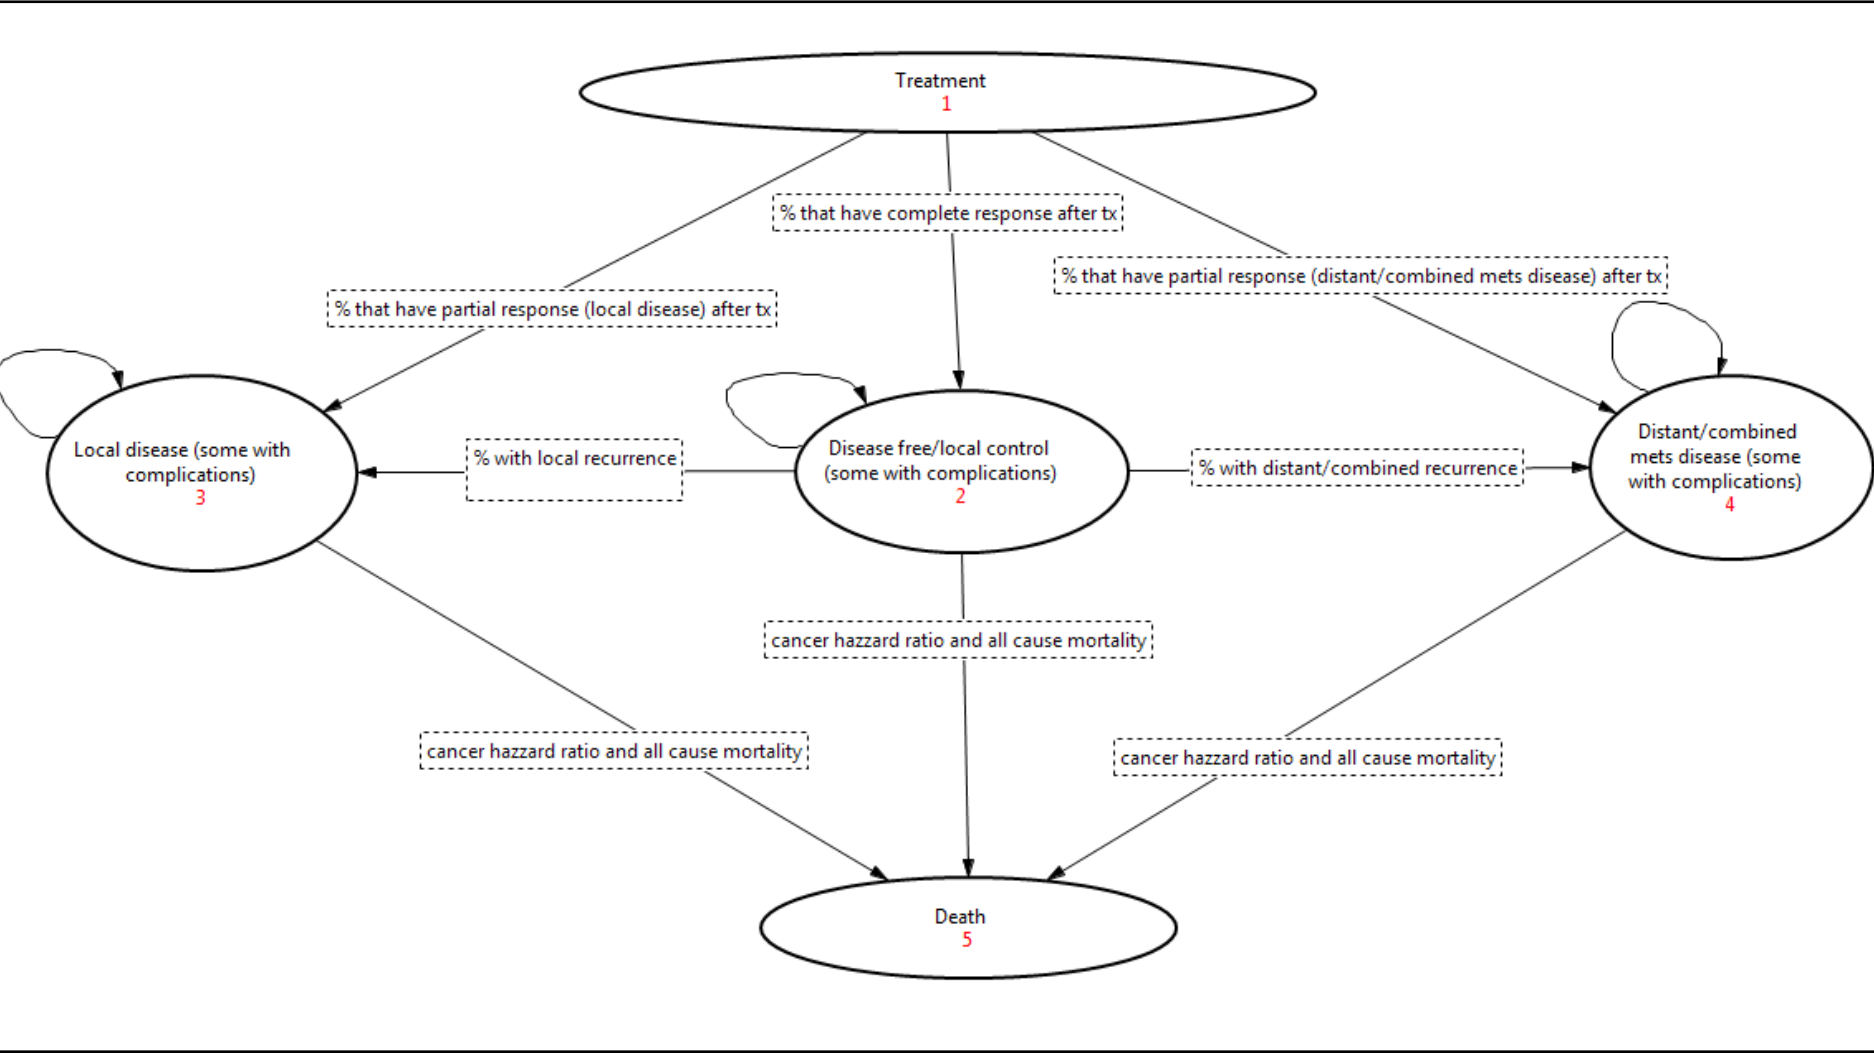 Treatment
1
% that have complete response after tx
% that have partial response (distant/combined mets disease) after tx
% that have partial response (local disease) after tx
Local disease (some with
complications)
3
% with local recurrence
Disease free/local control
(some with complications)
2
% with distant/combined recurrence
Distant/combined
mets disease (some
with complications)
4
cancer hazzard ratio and all cause mortality
cancer hazzard ratio and all cause mortality
cancer hazzard ratio and all cause mortality
Death
5